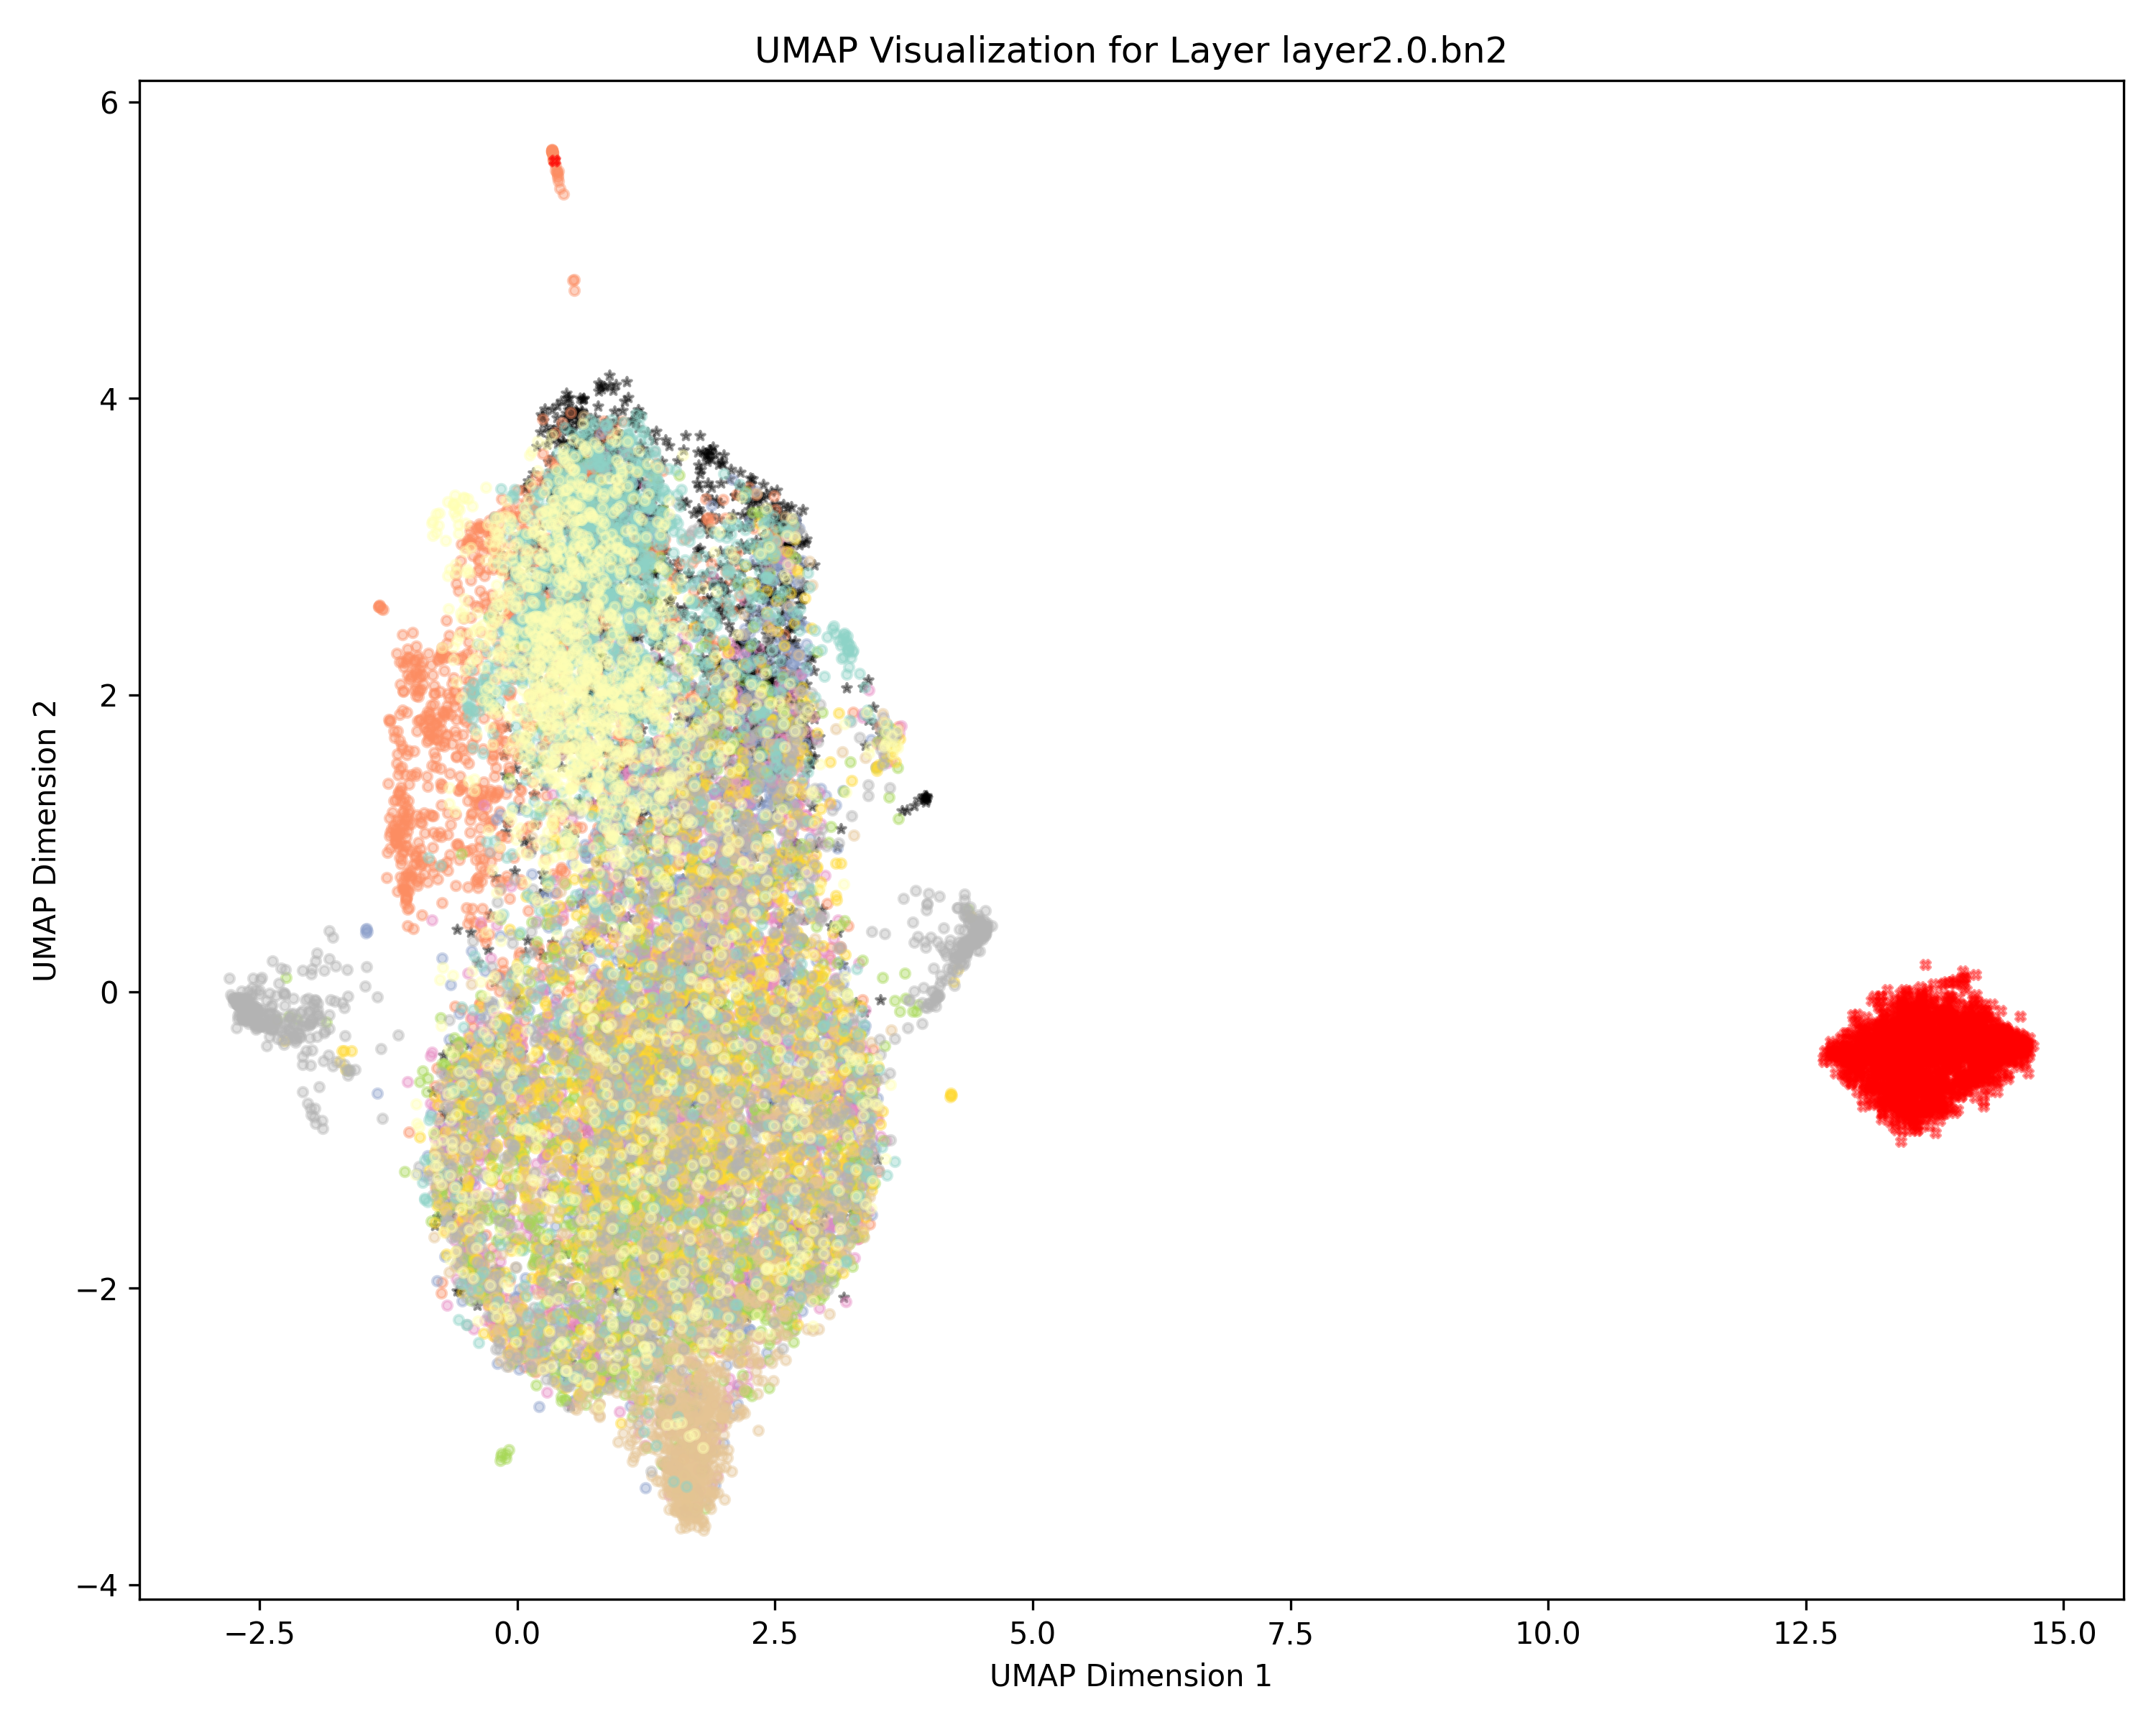 UMAP Visualization for Layer layer2.0.bn2
6
4
2
0
−2
−4
UMAP Dimension 2
−2.5 0.0 2.5 5.0 7.5 10.0 12.5 15.0
UMAP Dimension 1